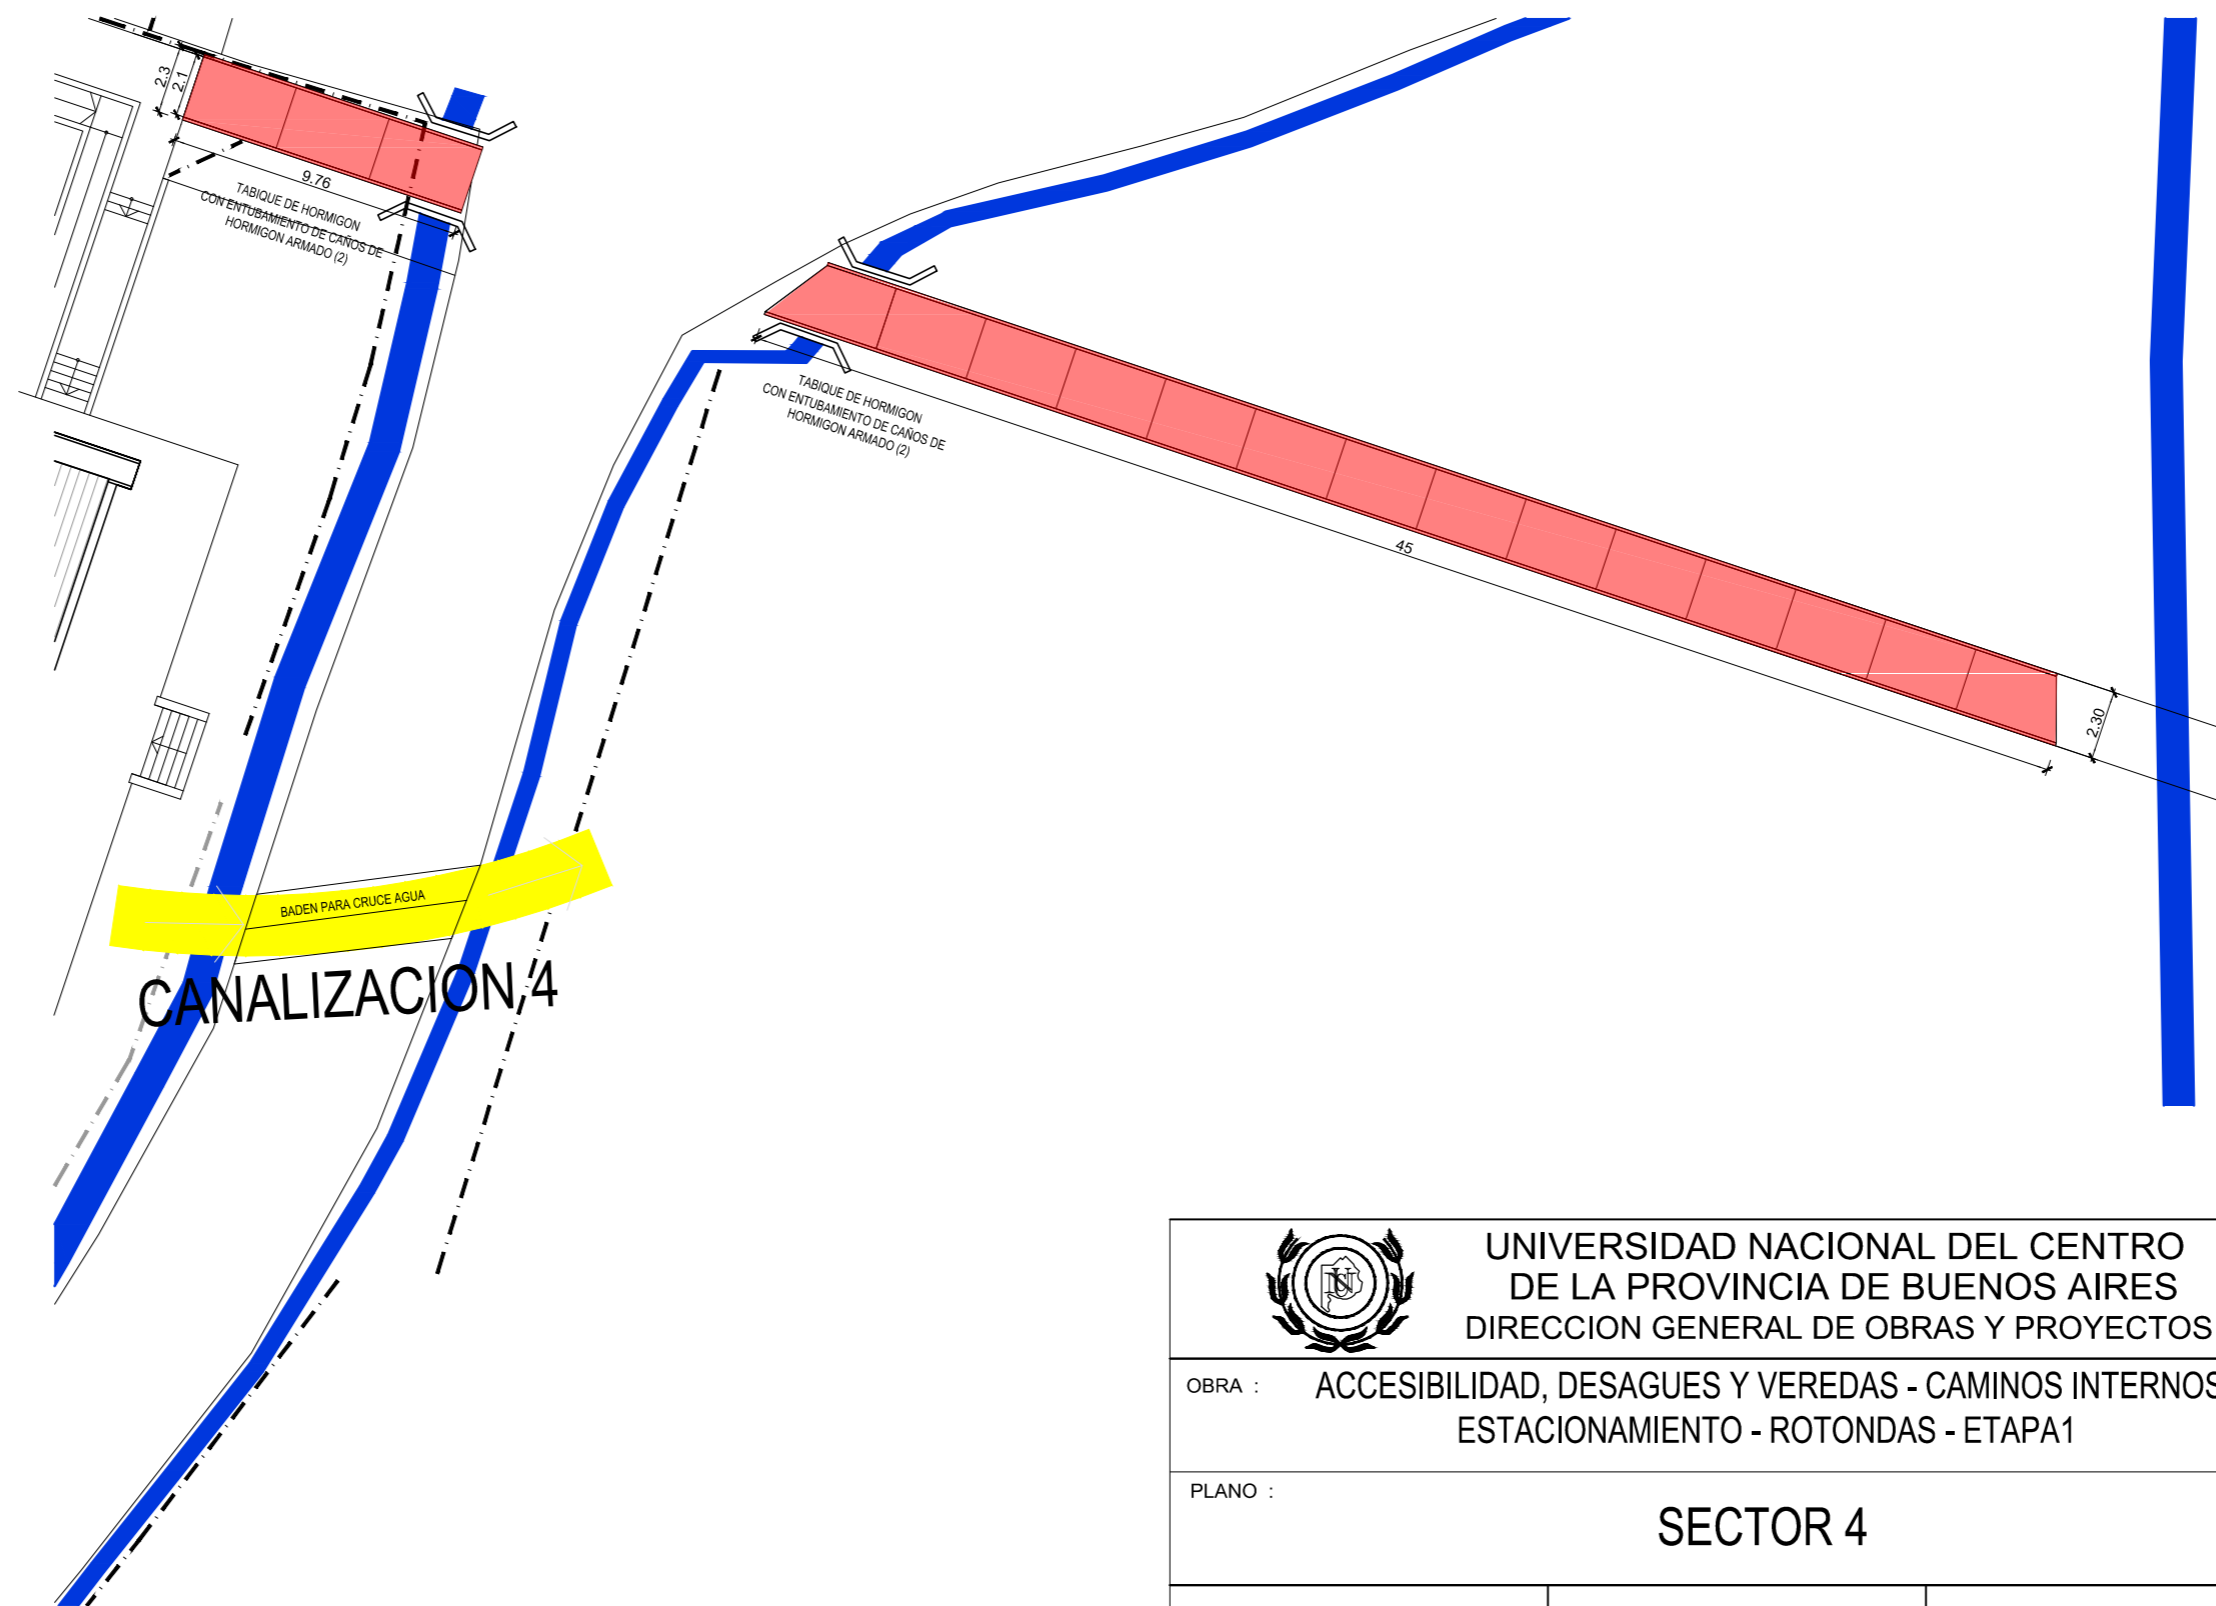 2.3
2.1
9.76
TABIQUE DE HORMIGON
CON ENTUBAMIENTO DE CAÑOS DE
HORMIGON ARMADO (2)
TABIQUE DE HORMIGON
CON ENTUBAMIENTO DE CAÑOS DE
HORMIGON ARMADO (2)
45
2.30
BADEN PARA CRUCE AGUA
CANALIZACION 4
UNIVERSIDAD NACIONAL DEL CENTRO
DE LA PROVINCIA DE BUENOS AIRES
DIRECCION GENERAL DE OBRAS Y PROYECTOS
OBRA : ACCESIBILIDAD, DESAGUES Y VEREDAS - CAMINOS INTERNOS
ESTACIONAMIENTO - ROTONDAS - ETAPA1
PLANO :
SECTOR 4